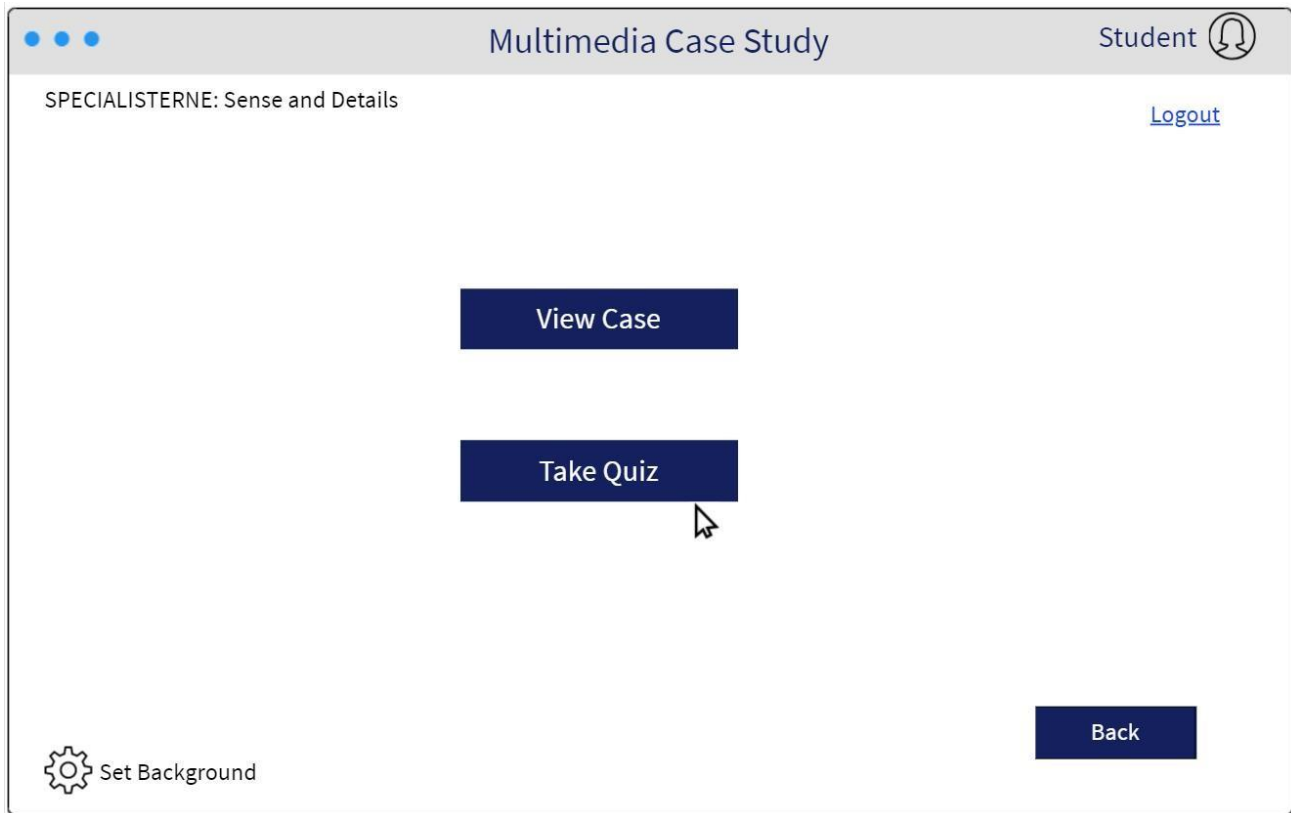 Multimedia Case Study
Student
SPECIALISTERNE: Sense and Details
Logout
View Case
Take Quiz
Back
Set Background